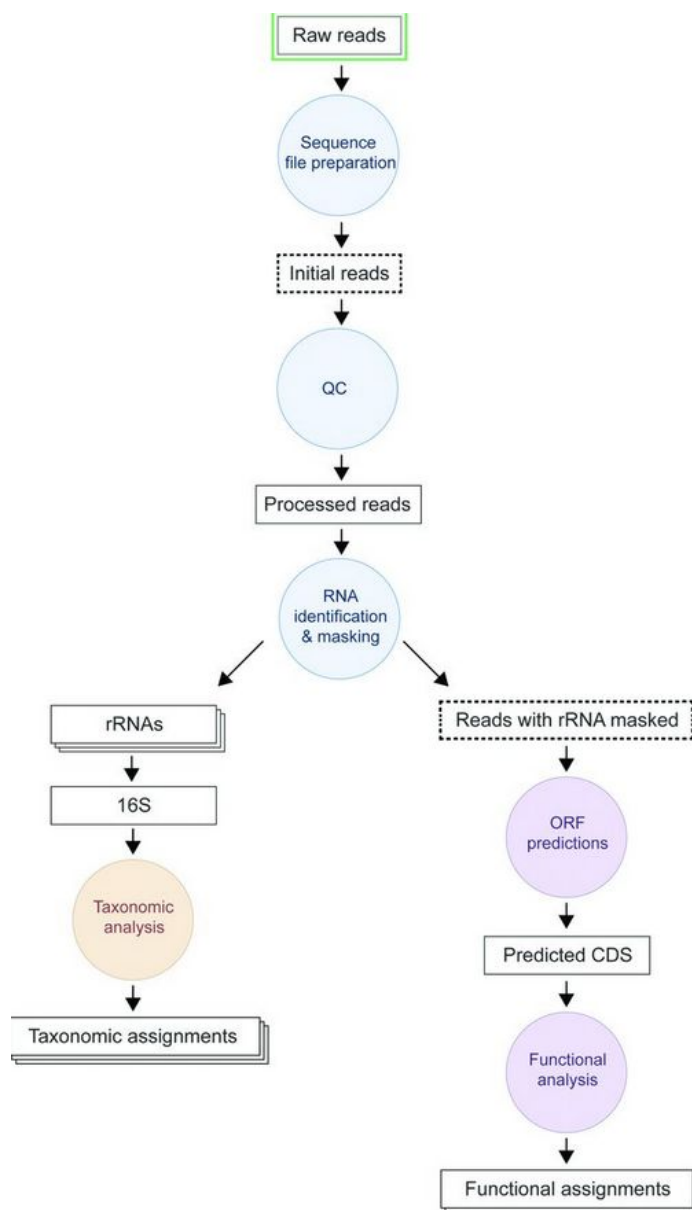 Raw reads
Sequence
file preparation
Initial reads
QC
Processed reads
RNA
identification
& masking
rRNAs
16S
Taxonomic
analysis
Taxonomic assignments
Reads with rRNA masked
ORF
predictions
Predicted CDS
Functional
analysis
Functional assignments